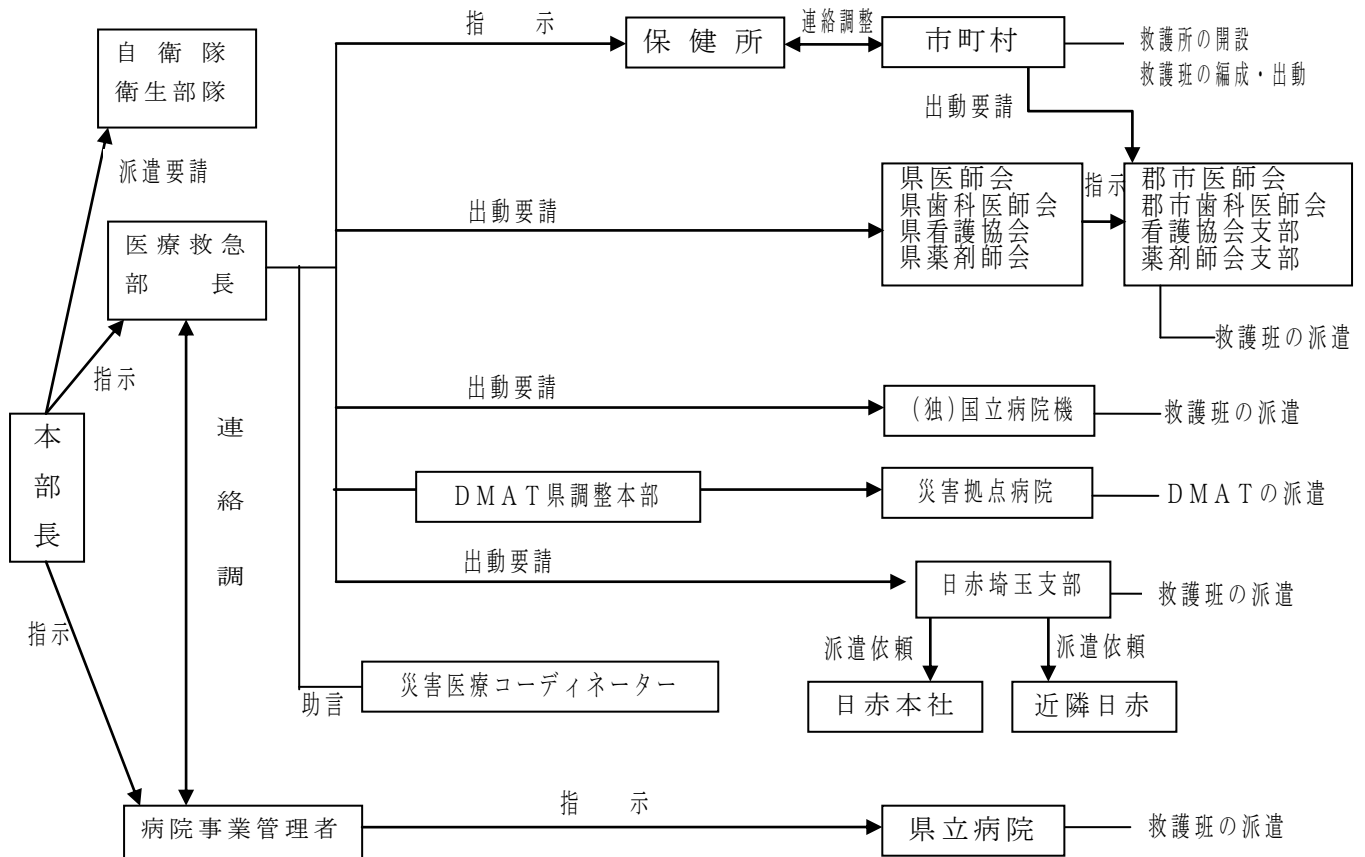 自衛隊
衛生部隊
派遣要請
医療救急
部長
指示
本部長
連絡調
指示
病院事業管理者
指示
保健所
連絡調整
市町村
救護所の開設
救護班の編成・出動
出動要請
出動要請
県医師会
県歯科医師会
県看護協会
県薬剤師会
指示
郡市医師会
郡市歯科医師会
看護協会支部
薬剤師会支部
救護班の派遣
出動要請
(独)国立病院機
救護班の派遣
DMAT県調整本部
災害拠点病院
DMATの派遣
出動要請
日赤埼玉支部
救護班の派遣
派遣依頼
派遣依頼
日赤本社
近隣日赤
助言
災害医療コーディネーター
指示
県立病院
救護班の派遣